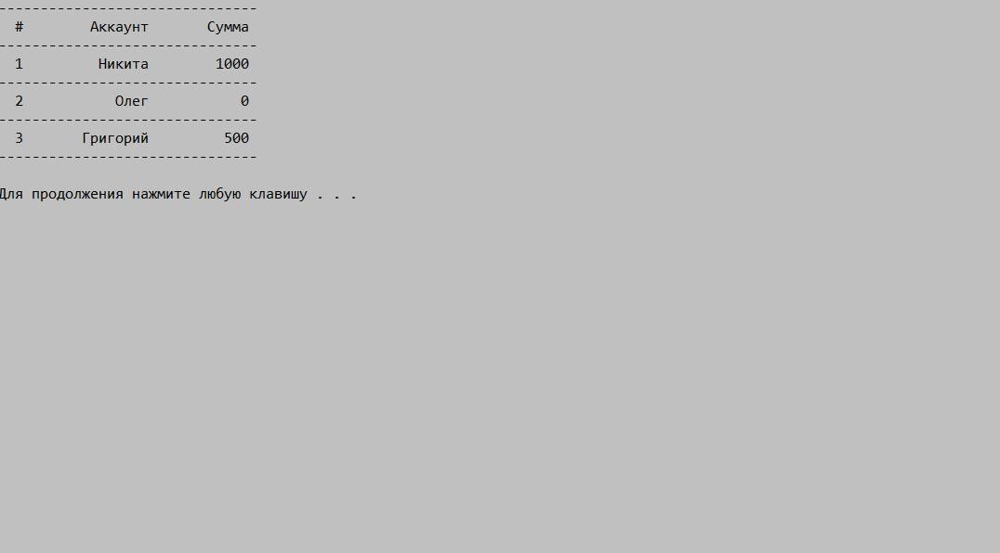 -------------------------------
# Аккаунт Сумма
-------------------------------
1 Никита 1000
-------------------------------
2 Олег 0
-------------------------------
3 Григорий 500
-------------------------------
Для продолжения нажмите любую клавишу . . .